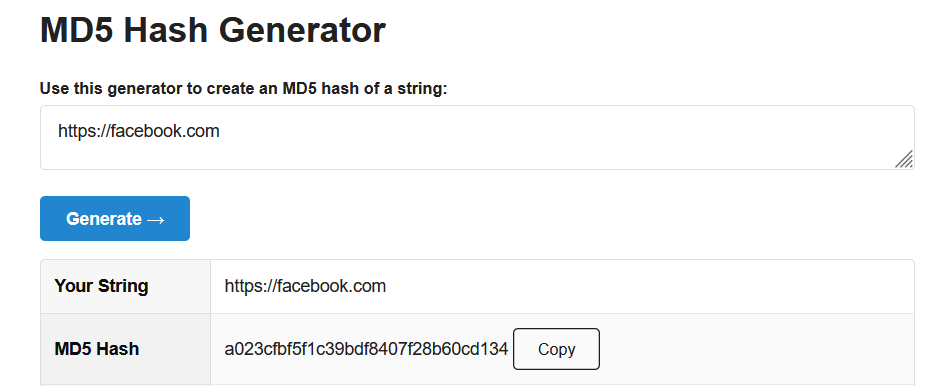 MD5 Hash Generator
Use this generator to create an MD5 hash of a string:
https://facebook.com
Generate →
Your String https://facebook.com
MD5 Hash a023cfbf5f1c39bdf8407f28b60cd134 Copy